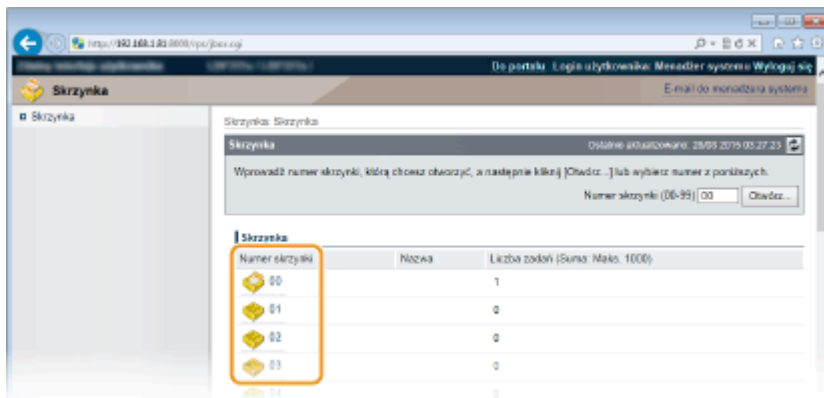 http://192.168.1.81:8000/rps/jbox.cgi
Do portalu Login użytkownika: Menedżer systemu Wyloguj się
Skrzynka
E-mail do menedżera systemu
Skrzynka
Skrzynka: Skrzynka
Skrzynka
Ostatnio aktualizowane: 28/08 2015 03:27:23
Wprowadź numer skrzynki, którą chcesz otworzyć, a następnie kliknij [Otwórz...] lub wybierz numer z poniższych.
Numer skrzynki (00-99) 00 Otwórz...
Skrzynka
Numer skrzynki Nazwa Liczba zadań (Suma: Maks. 1000)
00 1
01 0
02 0
03 0
04